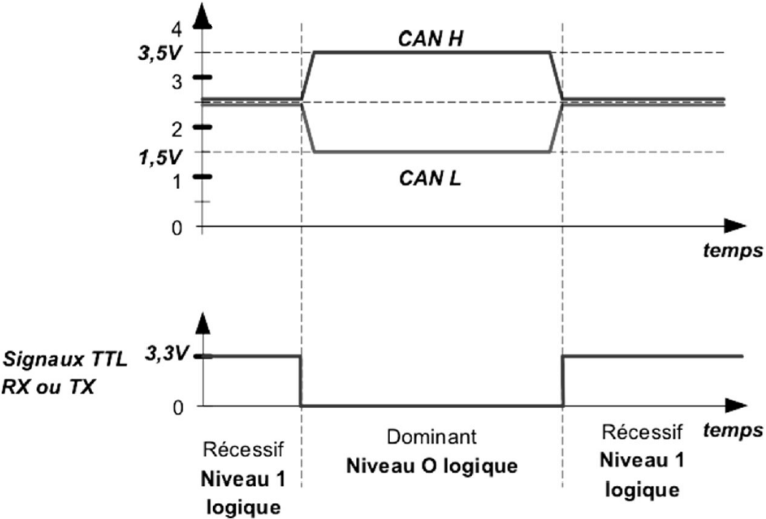 4
CAN H
3,5V
3
2
1,5V
CAN L
1
0
temps
Signaux TTL
RX ou TX
3,3V
0
temps
Récessif
Niveau 1
logique
Dominant
Niveau O logique
Récessif
Niveau 1
logique